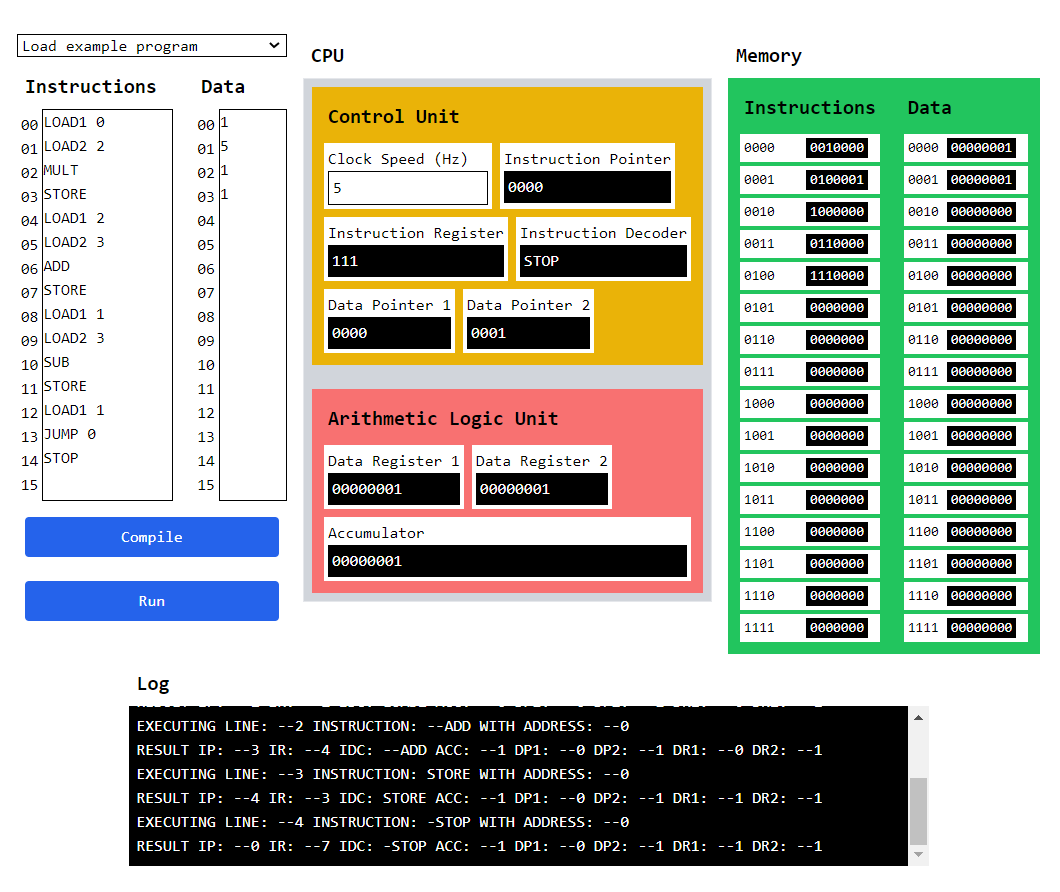 Load example program
Instructions
Data
00 LOAD1 0
01 LOAD2 2
02 MULT
03 STORE
04 LOAD1 2
05 LOAD2 3
06 ADD
07 STORE
08 LOAD1 1
09 LOAD2 3
10 SUB
11 STORE
12 LOAD1 1
13 JUMP 0
14 STOP
15
00 1
01 5
02 1
03 1
04
05
06
07
08
09
10
11
12
13
14
15
Compile
Run
CPU
Control Unit
Clock Speed (Hz)
5
Instruction Pointer
0000
Instruction Register
111
Instruction Decoder
STOP
Data Pointer 1
0000
Data Pointer 2
0001
Arithmetic Logic Unit
Data Register 1
00000001
Data Register 2
00000001
Accumulator
00000001
Memory
Instructions
0000 0010000
0001 0100001
0010 1000000
0011 0110000
0100 1110000
0101 0000000
0110 0000000
0111 0000000
1000 0000000
1001 0000000
1010 0000000
1011 0000000
1100 0000000
1101 0000000
1110 0000000
1111 0000000
Data
0000 00000001
0001 00000001
0010 00000000
0011 00000000
0100 00000000
0101 00000000
0110 00000000
0111 00000000
1000 00000000
1001 00000000
1010 00000000
1011 00000000
1100 00000000
1101 00000000
1110 00000000
1111 00000000
Log
EXECUTING LINE: --2 INSTRUCTION: --ADD WITH ADDRESS: --0
RESULT IP: --3 IR: --4 IDC: --ADD ACC: --1 DP1: --0 DP2: --1 DR1: --0 DR2: --1
EXECUTING LINE: --3 INSTRUCTION: STORE WITH ADDRESS: --0
RESULT IP: --4 IR: --3 IDC: STORE ACC: --1 DP1: --0 DP2: --1 DR1: --1 DR2: --1
EXECUTING LINE: --4 INSTRUCTION: -STOP WITH ADDRESS: --0
RESULT IP: --0 IR: --7 IDC: -STOP ACC: --1 DP1: --0 DP2: --1 DR1: --1 DR2: --1